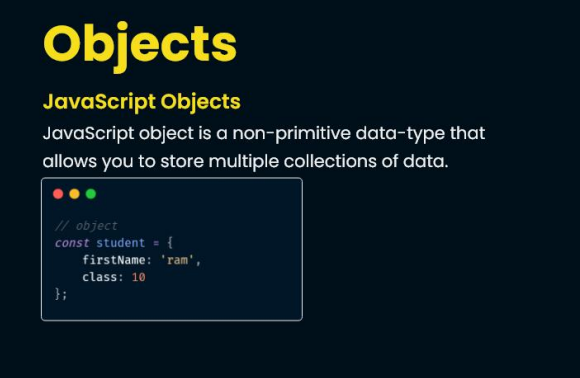 Objects
JavaScript Objects
JavaScript object is a non-primitive data-type that
allows you to store multiple collections of data.
// object
const student = {
    firstName: 'ram',
    class: 10
};